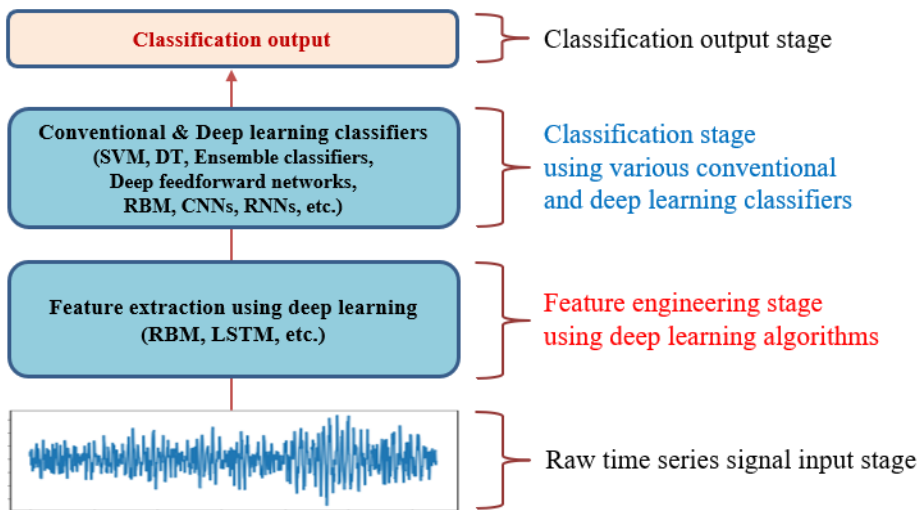 Classification output
Classification output stage
Conventional & Deep learning classifiers
(SVM, DT, Ensemble classifiers,
Deep feedforward networks,
RBM, CNNs, RNNs, etc.)
Classification stage
using various conventional
and deep learning classifiers
Feature extraction using deep learning
(RBM, LSTM, etc.)
Feature engineering stage
using deep learning algorithms
Raw time series signal input stage